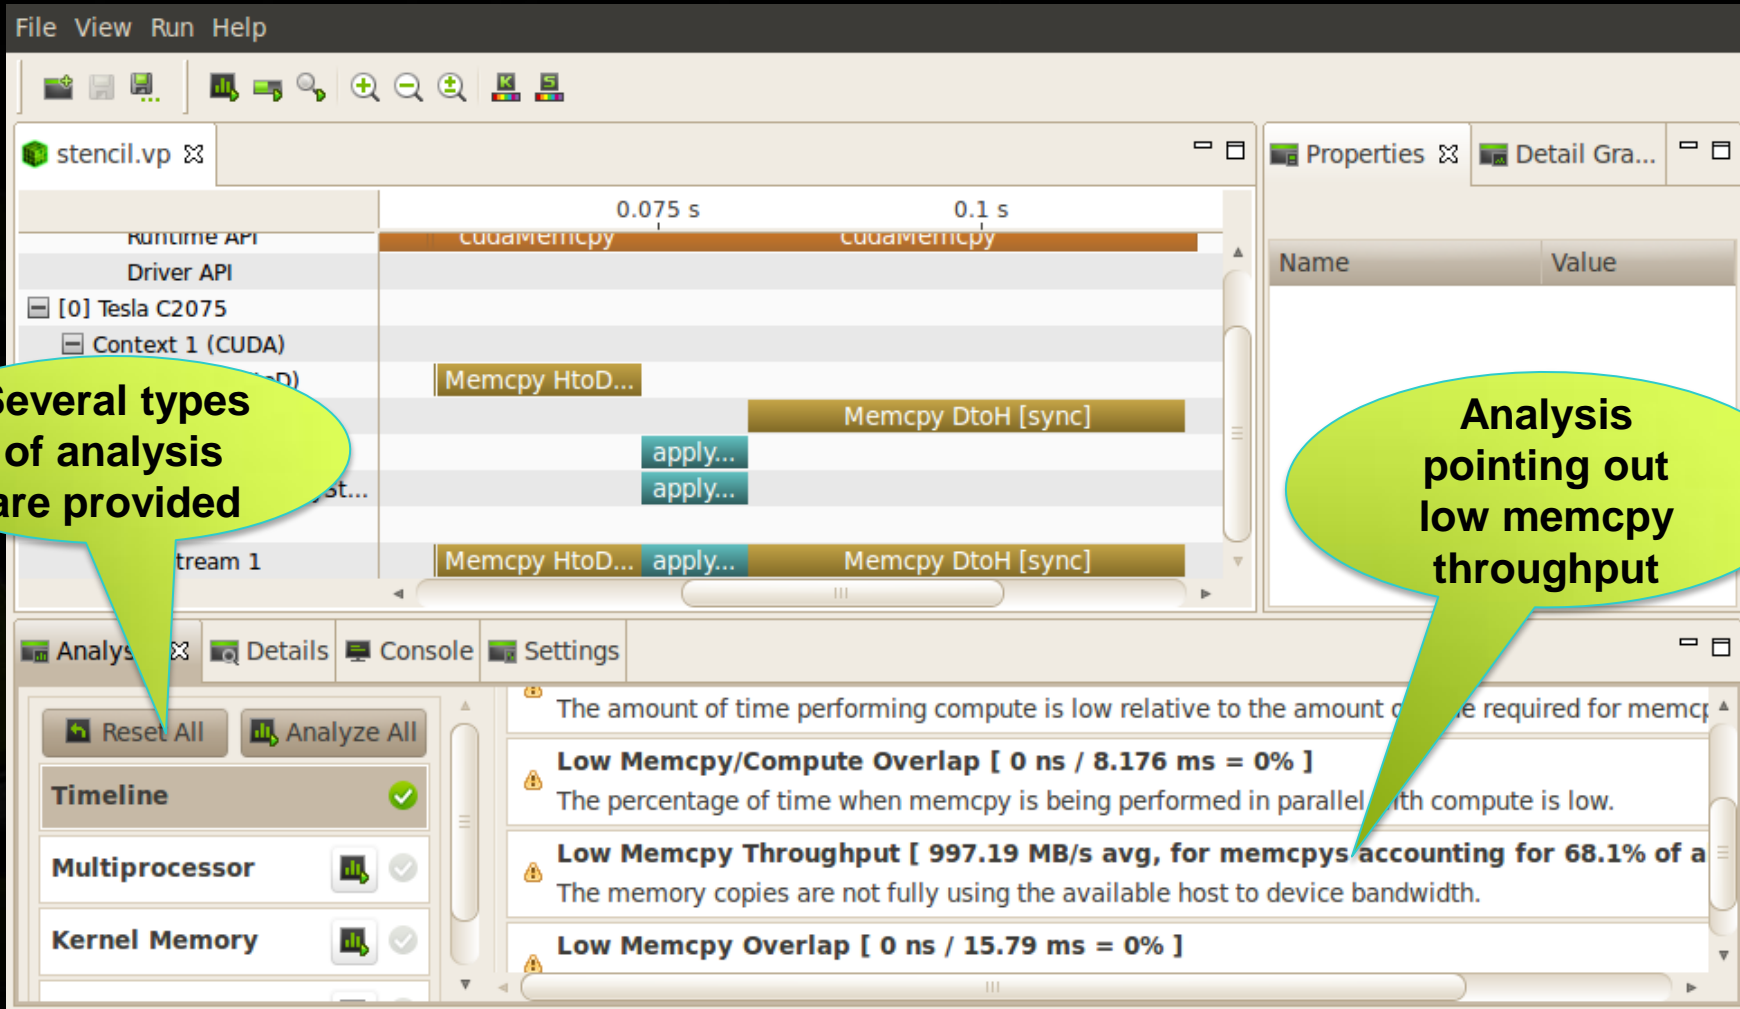 File View Run Help
stencil.vp
Properties
Detail Gra...
0.075 s
0.1 s
Runtime API
cudaMemcpy
cudaMemcpy
Name
Value
Driver API
[0] Tesla C2075
Context 1 (CUDA)
Memcpy HtoD...
Memcpy DtoH [sync]
apply...
apply...
Several types
of analysis
are provided
Analysis
pointing out
low memcpy
throughput
Memcpy HtoD...
apply...
Memcpy DtoH [sync]
Details
Console
Settings
Reset All
Analyze All
The amount of time performing compute is low relative to the amount
required for
Timeline
Low Memcpy/Compute Overlap [ 0 ns / 8.176 ms = 0% ]
The percentage of time when memcpy is being performed in parallel with compute is low.
Multiprocessor
Low Memcpy Throughput [ 997.19 MB/s avg, for memcpys accounting for 68.1% of a
The memory copies are not fully using the available host to device bandwidth.
Kernel Memory
Low Memcpy Overlap [ 0 ns / 15.79 ms = 0% ]